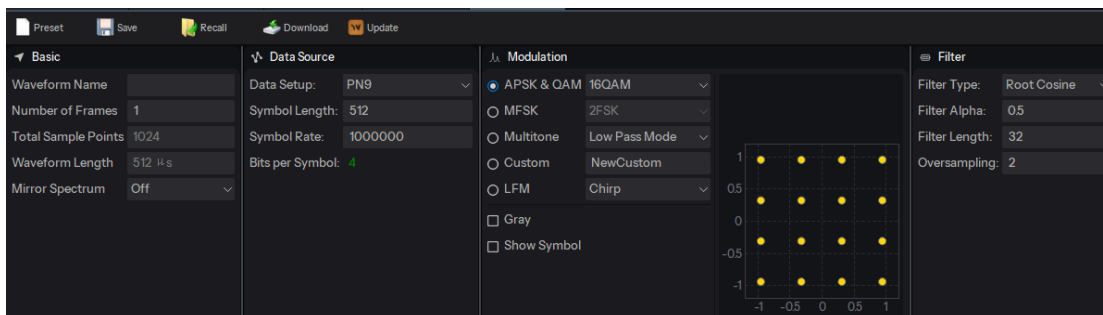 Preset Save Recall Download Update
Basic
Waveform Name
Number of Frames 1
Total Sample Points 1024
Waveform Length 512 μs
Mirror Spectrum Off
Data Source
Data Setup: PN9
Symbol Length: 512
Symbol Rate: 1000000
Bits per Symbol: 4
Modulation
APSK & QAM 16QAM
MFSK 2FSK
Multitone Low Pass Mode
Custom NewCustom
LFM Chirp
Gray
Show Symbol
1
0.5
0
-0.5
-1
-1 -0.5 0 0.5 1
Filter
Filter Type: Root Cosine
Filter Alpha: 0.5
Filter Length: 32
Oversampling: 2